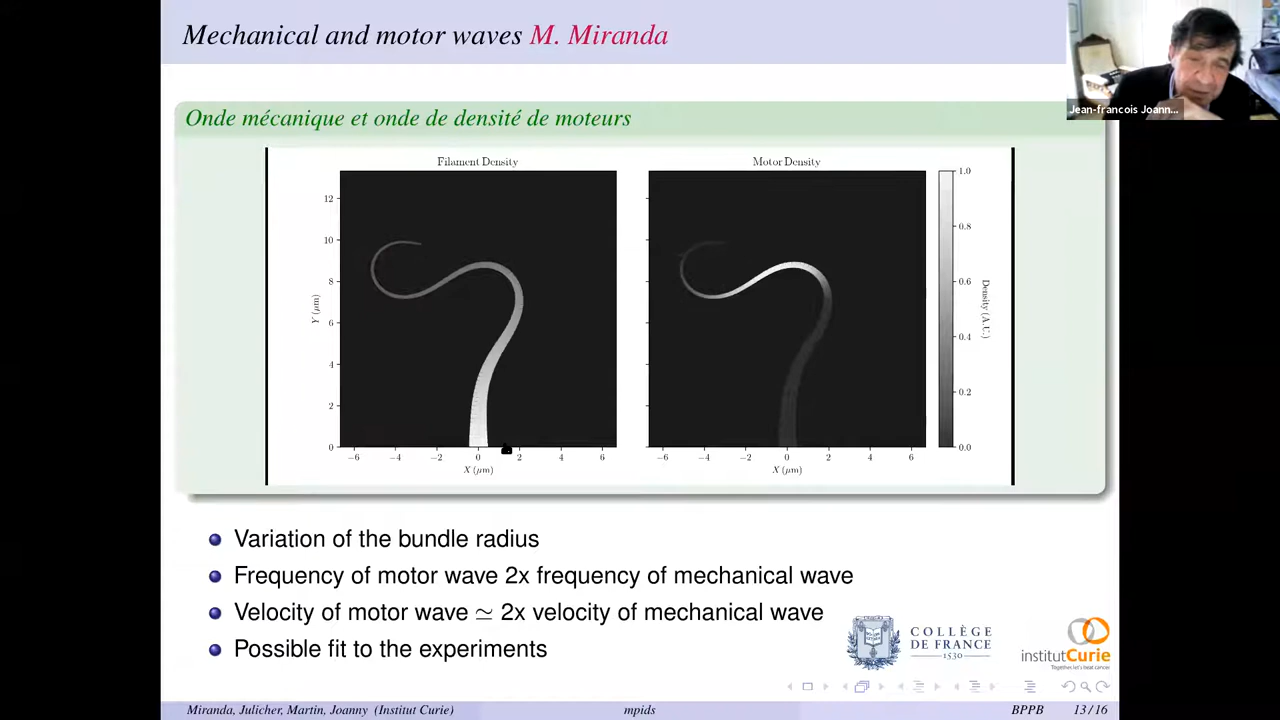 Mechanical and motor waves M. Miranda
Jean-francois Joann...
Onde mécanique et onde de densité de moteurs
Filament Density
Motor Density
12
10
8
6
4
2
0
Y (μm)
−6 −4 −2 0 2 4 6
X (μm)
−6 −4 −2 0 2 4 6
X (μm)
1.0
0.8
0.6
0.4
0.2
0.0
Density (A.U.)
Variation of the bundle radius
Frequency of motor wave 2x frequency of mechanical wave
Velocity of motor wave ≃ 2x velocity of mechanical wave
Possible fit to the experiments
COLLÈGE
DE FRANCE
1530
institutCurie
Together, let's beat cancer.
Miranda, Julicher, Martin, Joanny (Institut Curie)
mpids
BPPB
13 / 16